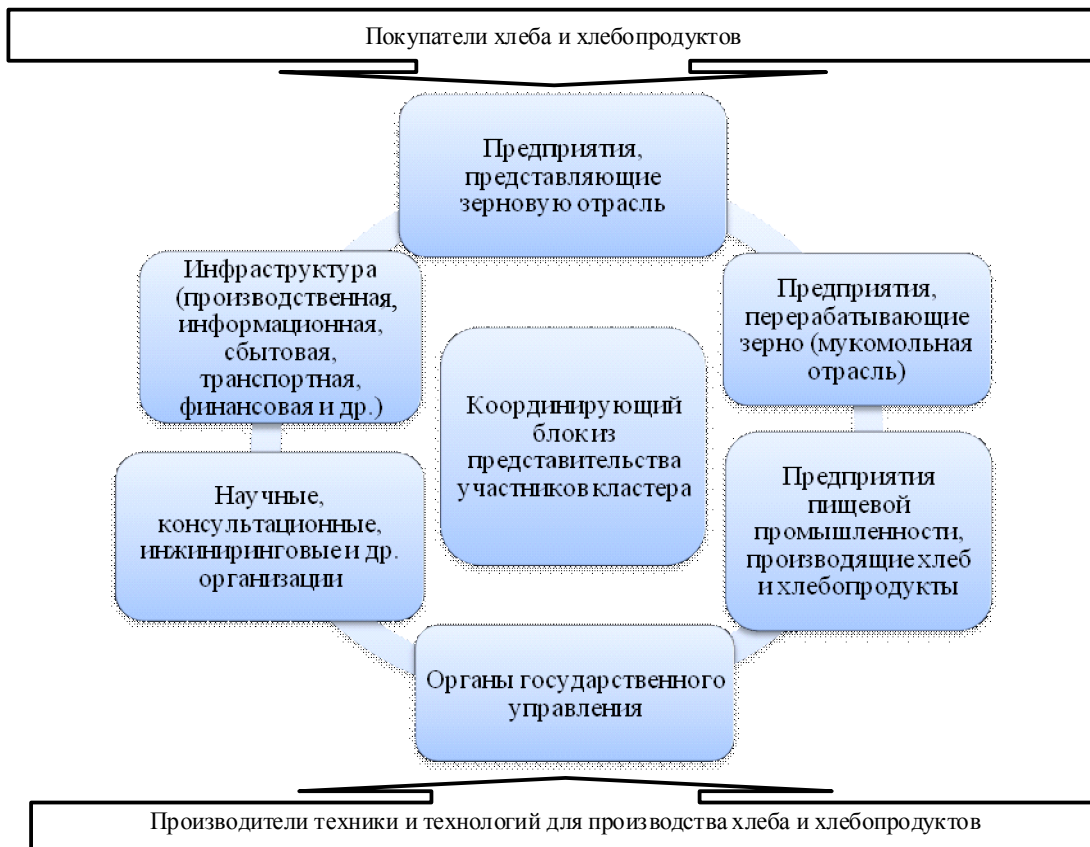 Покупатели хлеба и хлебопродуктов
Предприятия,
представляющие
зерновую отрасль
Инфраструктура
(производственная,
информационная,
сбытовая,
транспортная,
финансовая и др.)
Предприятия,
перерабатывающие
зерно (мукомольная
отрасль)
Координирующий
блок из
представительства
участников кластера
Научные,
консультационные,
инжиниринговые и др.
организации
Предприятия
пищевой
промышленности,
производящие хлеб
и хлебопродукты
Органы государственного
управления
Производители техники и технологий для производства хлеба и хлебопродуктов